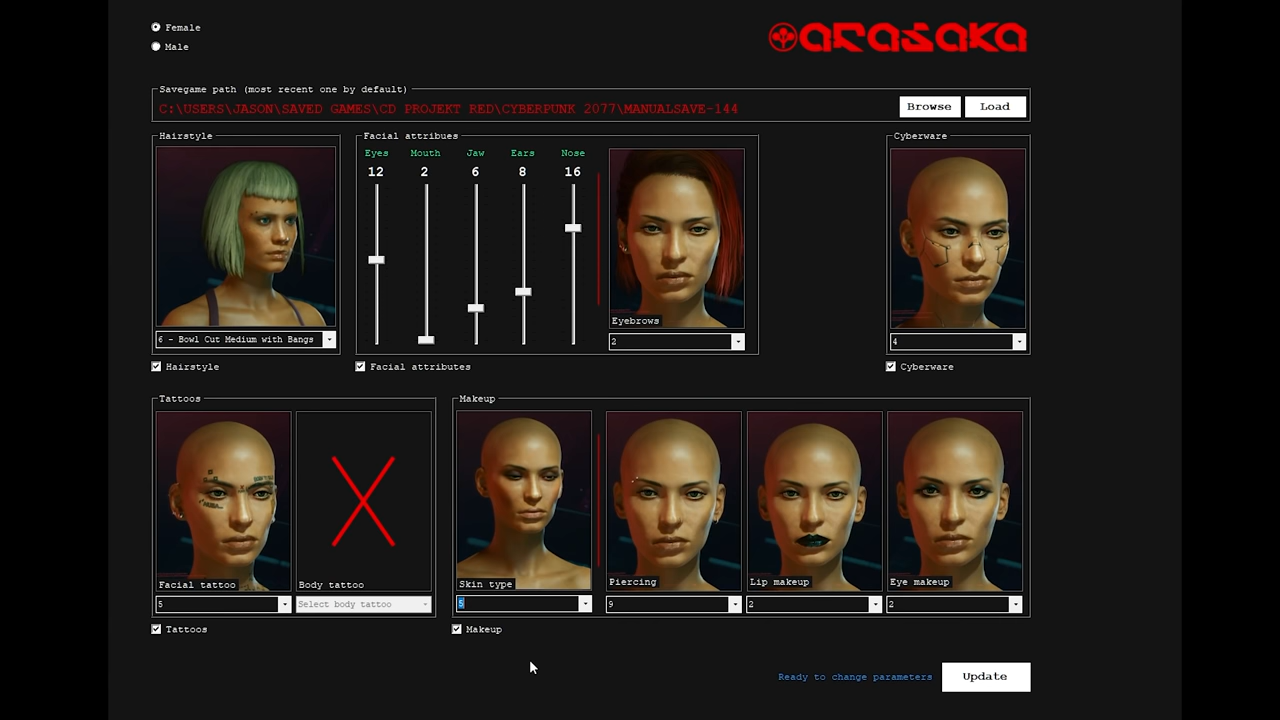 Female
Male
arasaka
Savegame path (most recent one by default)
C:\USERS\JASON\SAVED GAMES\CD PROJEKT RED\CYBERPUNK 2077\MANUALSAVE-144
Browse
Load
Hairstyle
Facial attribues
Cyberware
Eyes Mouth Jaw Ears Nose
12 2 6 8 16
Eyebrows
6 - Bowl Cut Medium with Bangs
2
4
Hairstyle
Facial attributes
Cyberware
Tattoos
Makeup
Facial tattoo
Body tattoo
Skin type
Piercing
Lip makeup
Eye makeup
5
Select body tattoo
5
9
2
2
Tattoos
Makeup
Ready to change parameters
Update